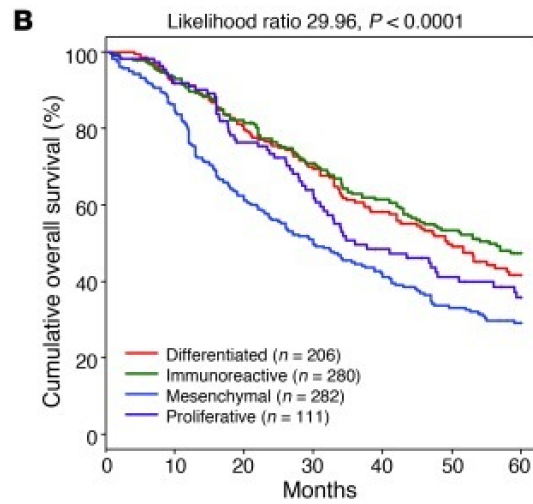 B
Likelihood ratio 29.96, P < 0.0001
Cumulative overall survival (%)
100
80
60
40
20
0
Differentiated (n = 206)
Immunoreactive (n = 280)
Mesenchymal (n = 282)
Proliferative (n = 111)
0 10 20 30 40 50 60
Months